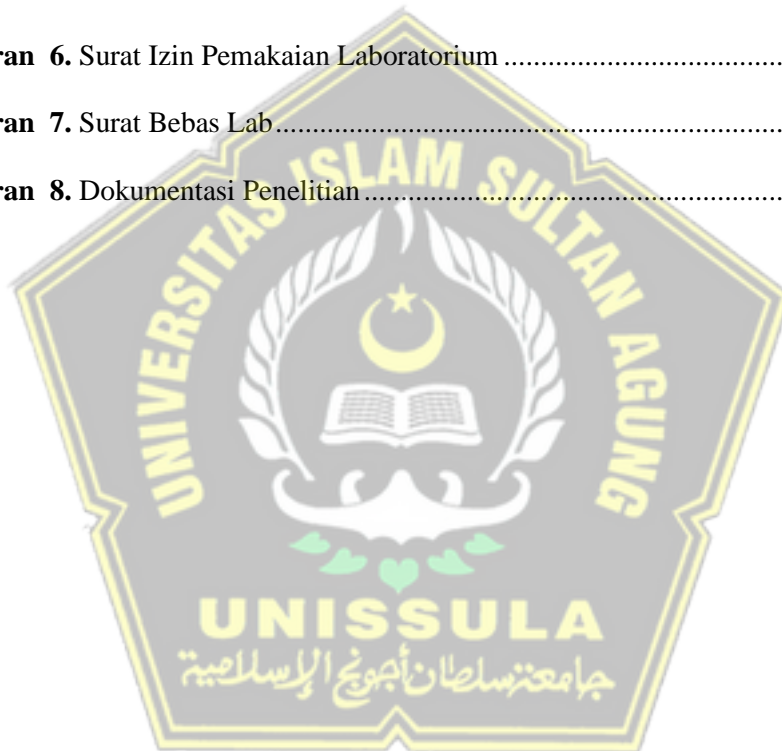 ran 6. Surat Izin Pemakaian Laboratorium ........................................
ran 7. Surat Bebas Lab......................................................................
ran 8. Dokumentasi Penelitian..........................................................
UNIVERSITAS ISLAM SULTAN AGUNG
UNISSULA
جامعة سلطان أجونج الإسلامية